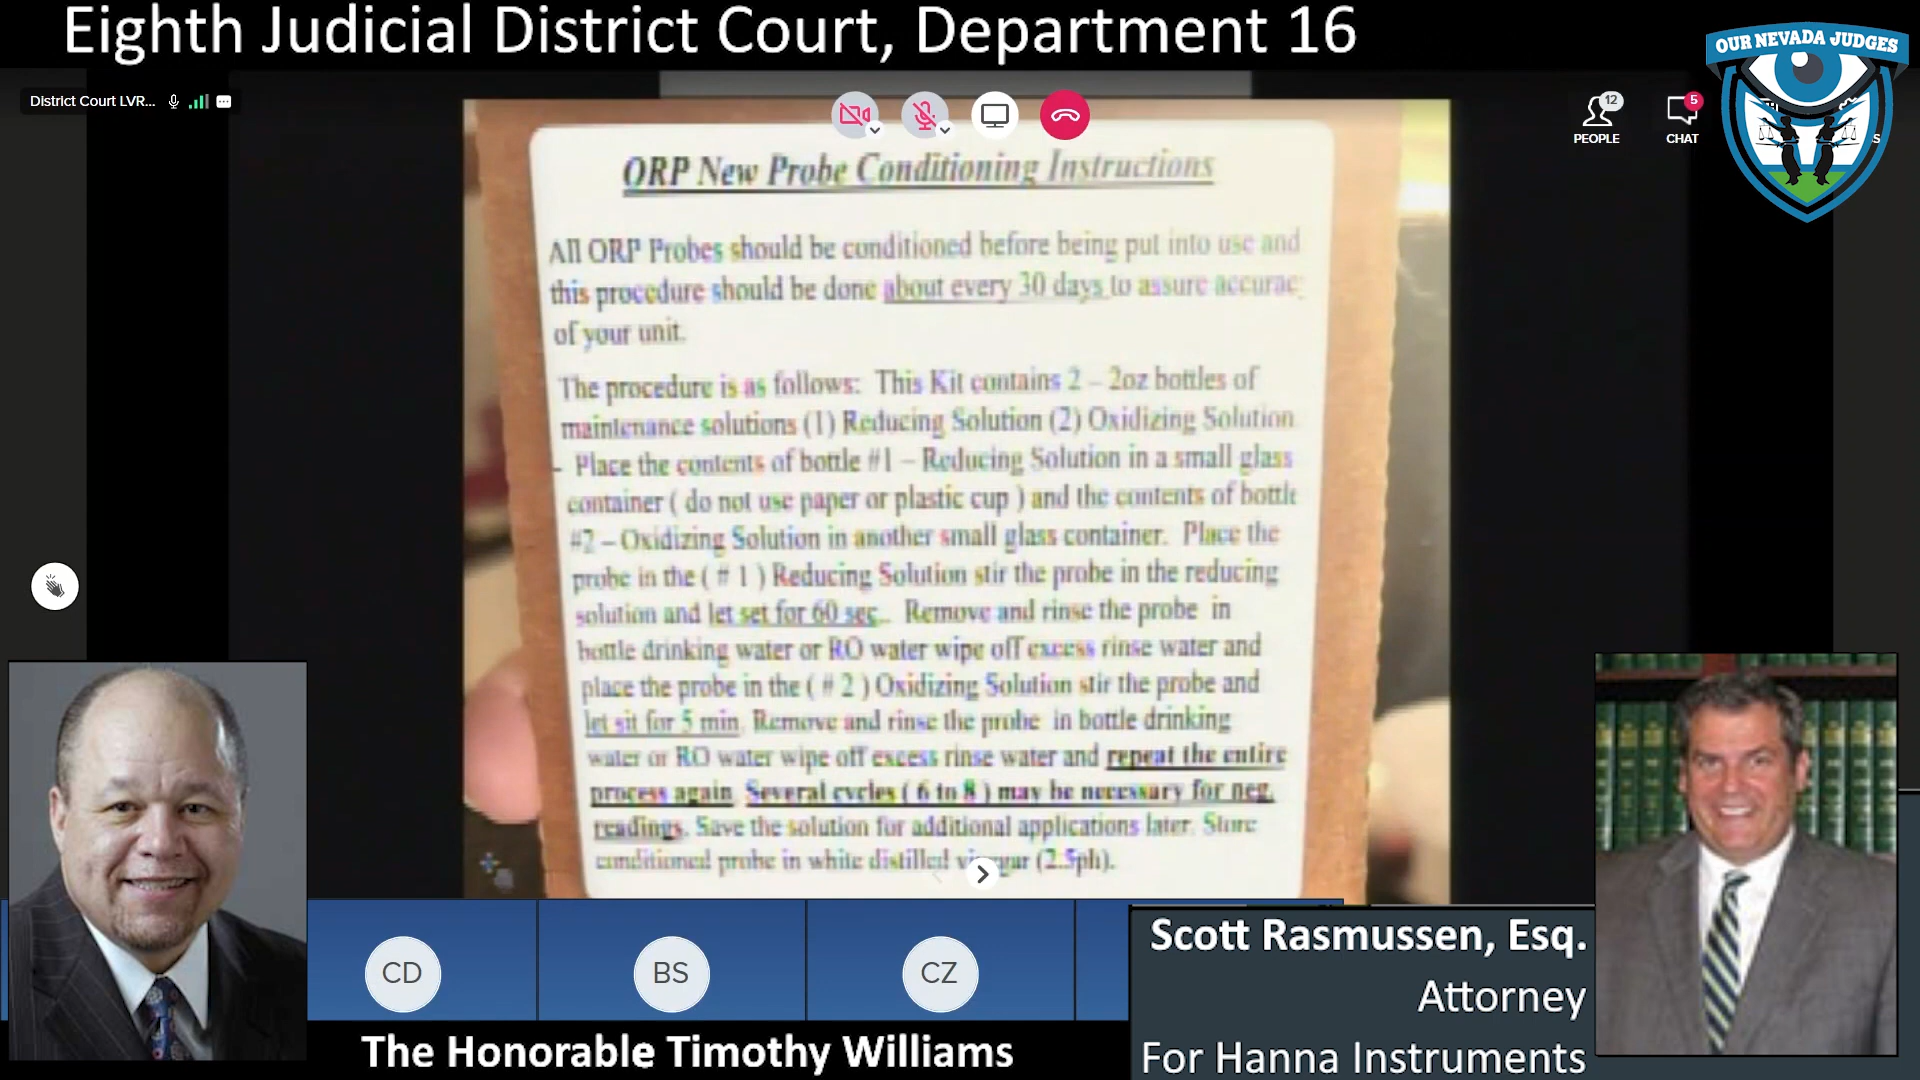 Eighth Judicial District Court, Department 16
OUR NEVADA JUDGES
District Court LVR...
12
PEOPLE
5
CHAT
S
ORP New Probe Conditioning Instructions
All ORP Probes should be conditioned before being put into use and
this procedure should be done about every 30 days to assure accurac
of your unit.
The procedure is as follows: This Kit contains 2 – 2oz bottles of
maintenance solutions (1) Reducing Solution (2) Oxidizing Solution
- Place the contents of bottle #1 – Reducing Solution in a small glass
container ( do not use paper or plastic cup ) and the contents of bottle
#2 – Oxidizing Solution in another small glass container. Place the
probe in the ( # 1 ) Reducing Solution stir the probe in the reducing
solution and let set for 60 sec.. Remove and rinse the probe in
bottle drinking water or RO water wipe off excess rinse water and
place the probe in the ( # 2 ) Oxidizing Solution stir the probe and
let sit for 5 min. Remove and rinse the probe in bottle drinking
water or RO water wipe off excess rinse water and repeat the entire
process again. Several cycles ( 6 to 8 ) may be necessary for neg.
readings. Save the solution for additional applications later. Store
conditioned probe in white distilled vinegar (2.5ph).
CD
BS
CZ
The Honorable Timothy Williams
Scott Rasmussen, Esq.
Attorney
For Hanna Instruments